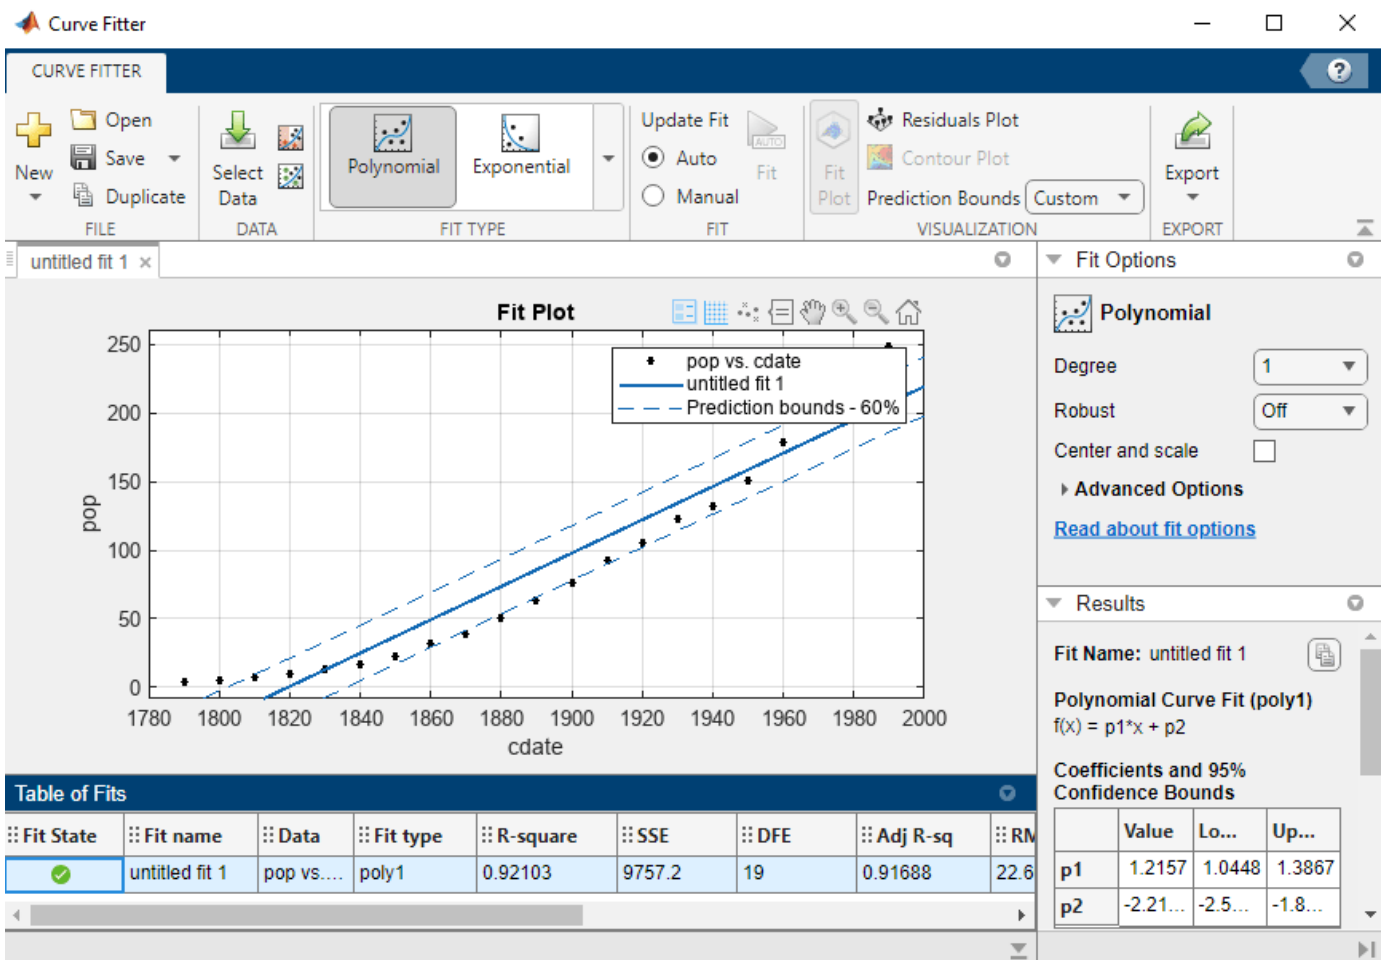 Curve Fitter
CURVE FITTER
?
New
Open
Save
Duplicate
FILE
Select
Data
DATA
Polynomial
Exponential
FIT TYPE
Update Fit
Auto
Manual
AUTO
Fit
FIT
Fit
Plot
Residuals Plot
Contour Plot
Prediction Bounds Custom
VISUALIZATION
Export
EXPORT
untitled fit 1
Fit Plot
pop vs. cdate
untitled fit 1
Prediction bounds - 60%
250
200
150
100
50
0
pop
1780 1800 1820 1840 1860 1880 1900 1920 1940 1960 1980 2000
cdate
Table of Fits
Fit State Fit name Data Fit type R-square SSE DFE Adj R-sq RM
untitled fit 1 pop vs.... poly1 0.92103 9757.2 19 0.91688 22.6
Fit Options
Polynomial
Degree 1
Robust Off
Center and scale
Advanced Options
Read about fit options
Results
Fit Name: untitled fit 1
Polynomial Curve Fit (poly1)
f(x) = p1*x + p2
Coefficients and 95%
Confidence Bounds
Value Lo... Up...
p1 1.2157 1.0448 1.3867
p2 -2.21... -2.5... -1.8...